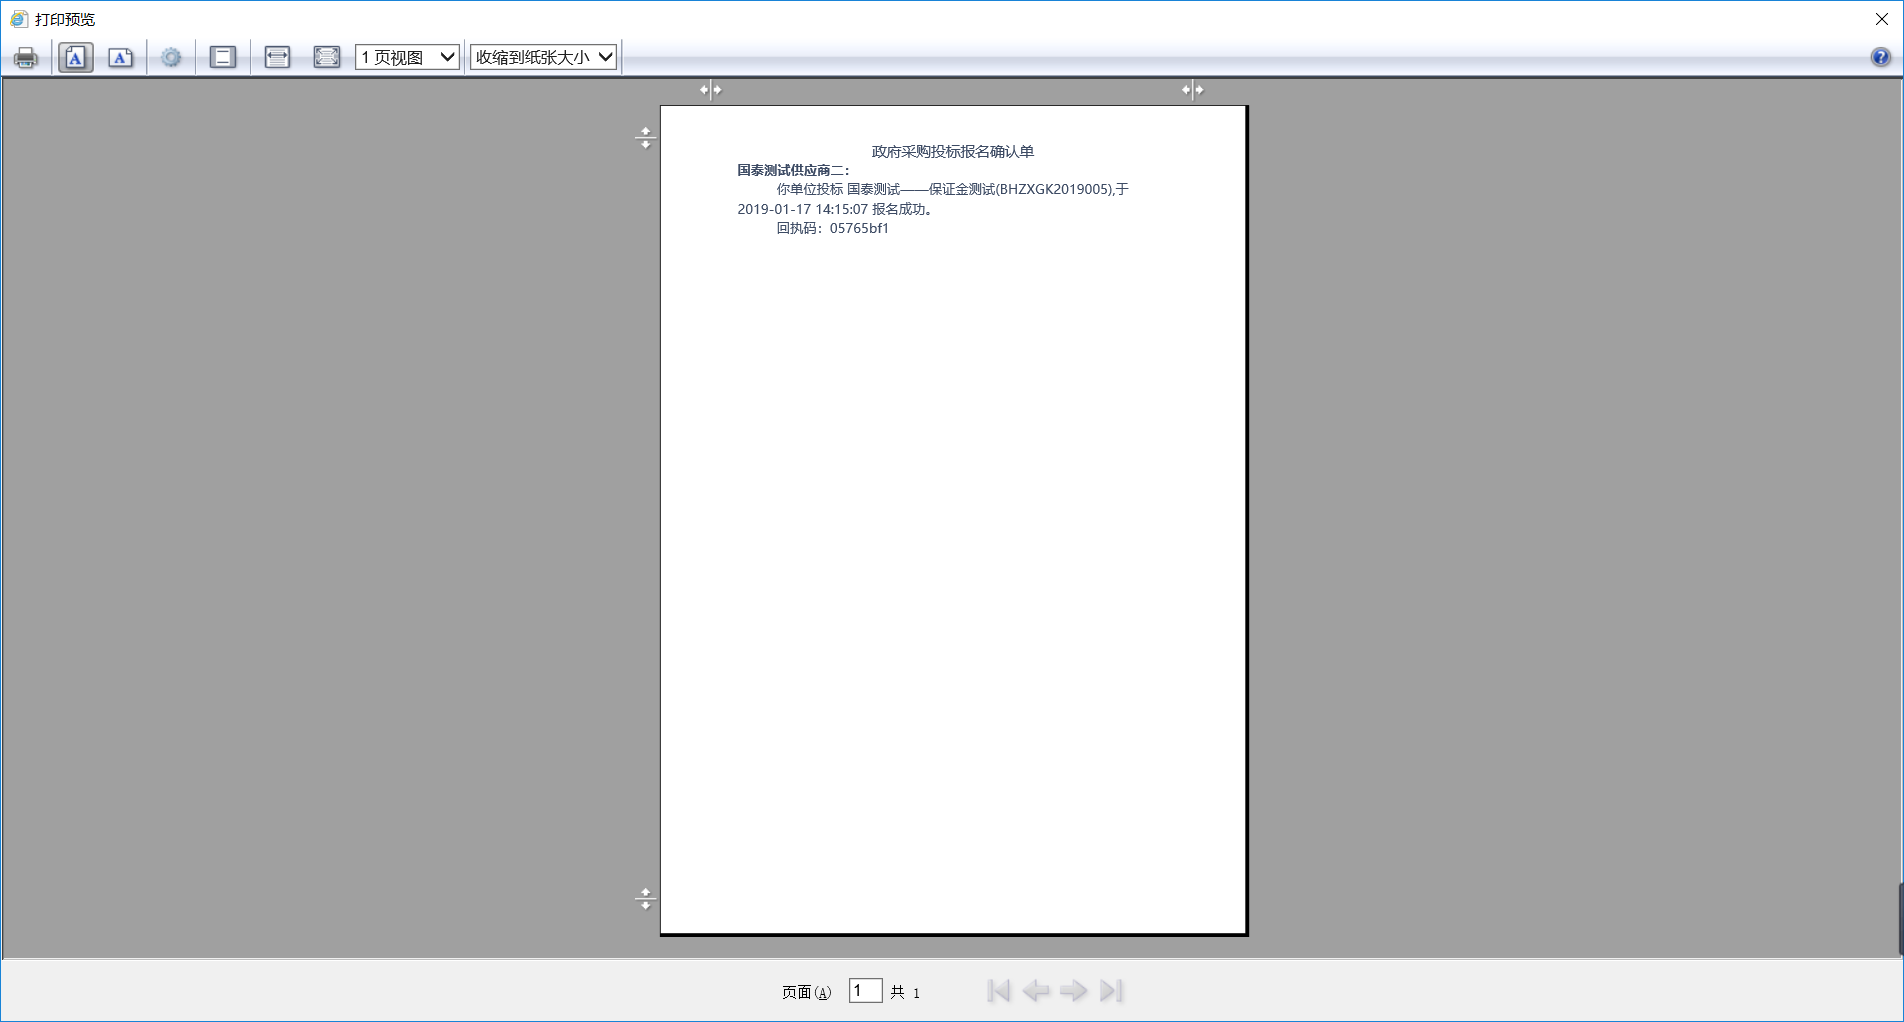 打印预览
1 页视图
收缩到纸张大小
政府采购投标报名确认单
国泰测试供应商二：
你单位投标 国泰测试——保证金测试(BHZXGK2019005),于
2019-01-17 14:15:07 报名成功。
回执码：05765bf1
页面(A) 1 共 1